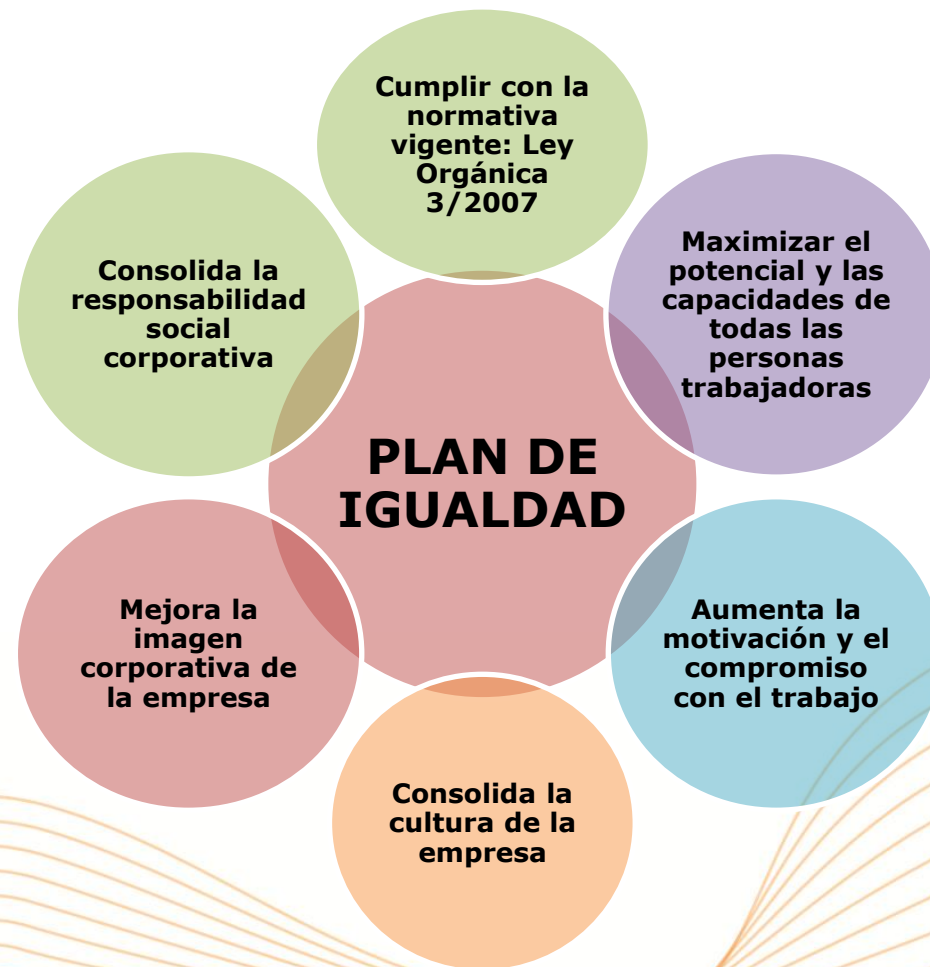 Cumplir con la
normativa
vigente: Ley
Orgánica
3/2007
Maximizar el
potencial y las
capacidades de
todas las
personas
trabajadoras
Aumenta la
motivación y el
compromiso
con el trabajo
Consolida la
cultura de la
empresa
Mejora la
imagen
corporativa de
la empresa
Consolida la
responsabilidad
social
corporativa
PLAN DE
IGUALDAD